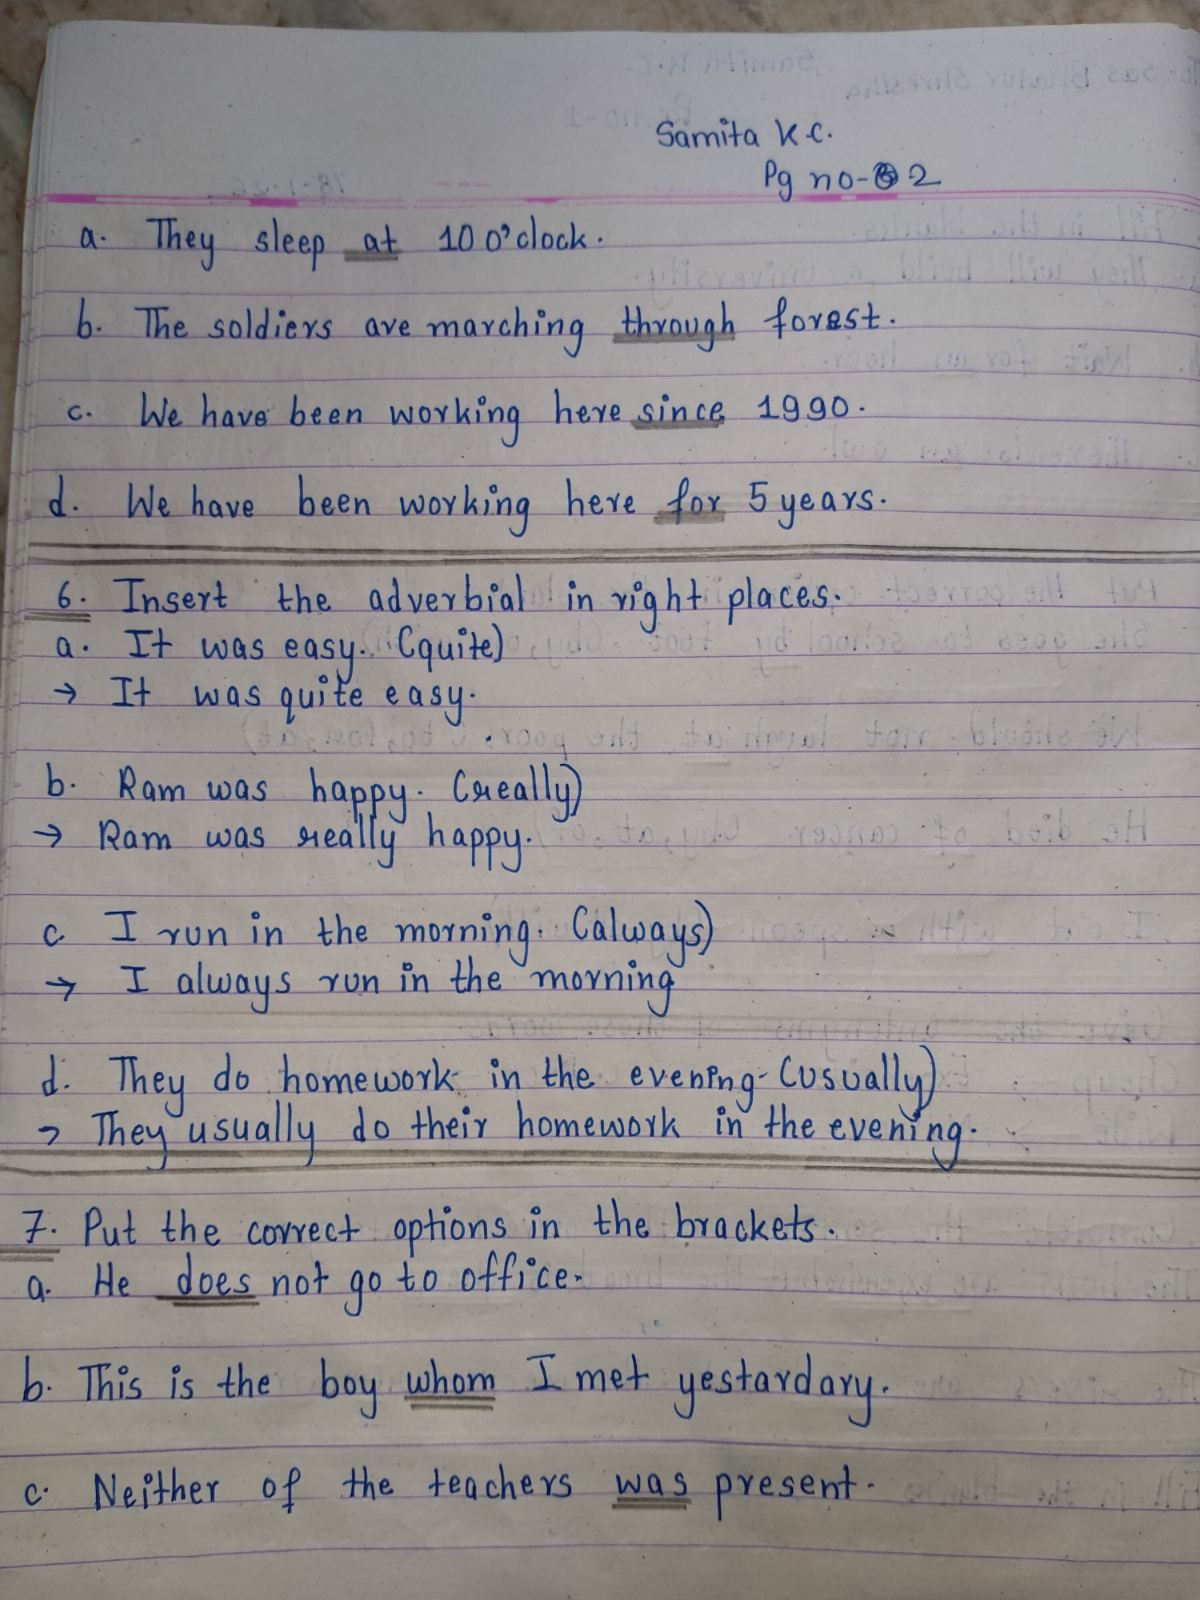 Samita K.C.
Pg no-2
a. They sleep at 10 o'clock.
b. The soldiers are marching through forest.
c. We have been working here since 1990.
d. We have been working here for 5 years.
6. Insert the adverbial in right places.
a. It was easy. (quite)
→ It was quite easy.
b. Ram was happy. (really)
→ Ram was really happy.
c. I run in the morning. (always)
→ I always run in the morning
d. They do homework in the evening. (usually)
→ They usually do their homework in the evening.
7. Put the correct options in the brackets.
a. He does not go to office.
b. This is the boy whom I met yestardary.
c. Neither of the teachers was present.